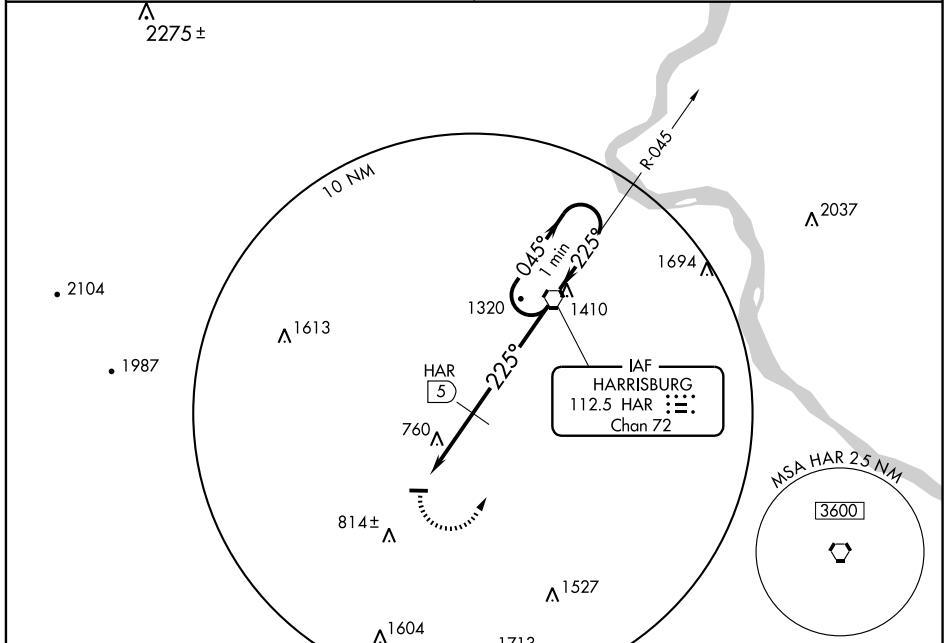 2275 ±
R-045
10 NM
2037
045°
1 min
225°
1694
2104
1320
1410
1613
1987
225°
HAR
5
IAF
HARRISBURG
112.5 HAR
Chan 72
760
MSA HAR 25 NM
3600
814 ±
1527
1604
1713